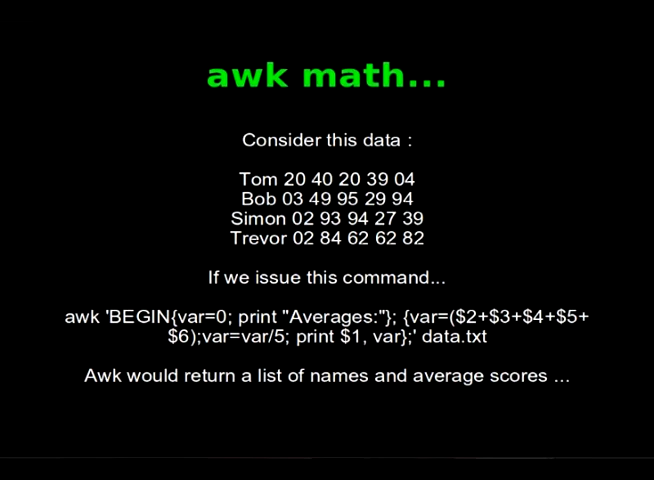 awk math...
Consider this data :
Tom 20 40 20 39 04
Bob 03 49 95 29 94
Simon 02 93 94 27 39
Trevor 02 84 62 62 82
If we issue this command...
awk 'BEGIN{var=0; print "Averages:"}; {var=($2+$3+$4+$5+
$6);var=var/5; print $1, var};' data.txt
Awk would return a list of names and average scores ...